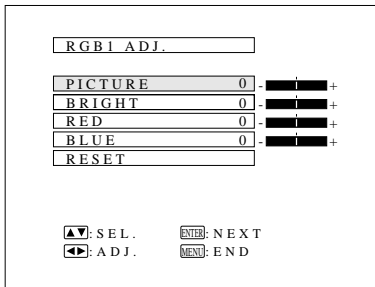 RGB1 ADJ.
PICTURE 0 - +
BRIGHT 0 - +
RED 0 - +
BLUE 0 - +
RESET
▲▼: SEL. ENTER: NEXT
◀▶: ADJ. MENU: END